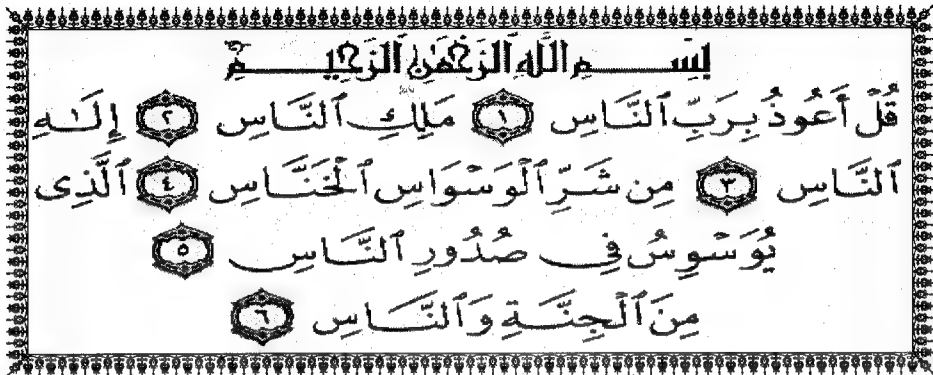 بِسْمِ ٱللَّهِ ٱلرَّحْمَٰنِ ٱلرَّحِيمِ
قُلْ أَعُوذُ بِرَبِّ ٱلنَّاسِ ١ مَلِكِ ٱلنَّاسِ ٢ إِلَٰهِ
ٱلنَّاسِ ٣ مِن شَرِّ ٱلْوَسْوَاسِ ٱلْخَنَّاسِ ٤ ٱلَّذِى
يُوَسْوِسُ فِى صُدُورِ ٱلنَّاسِ ٥
مِنَ ٱلْجِنَّةِ وَٱلنَّاسِ ٦